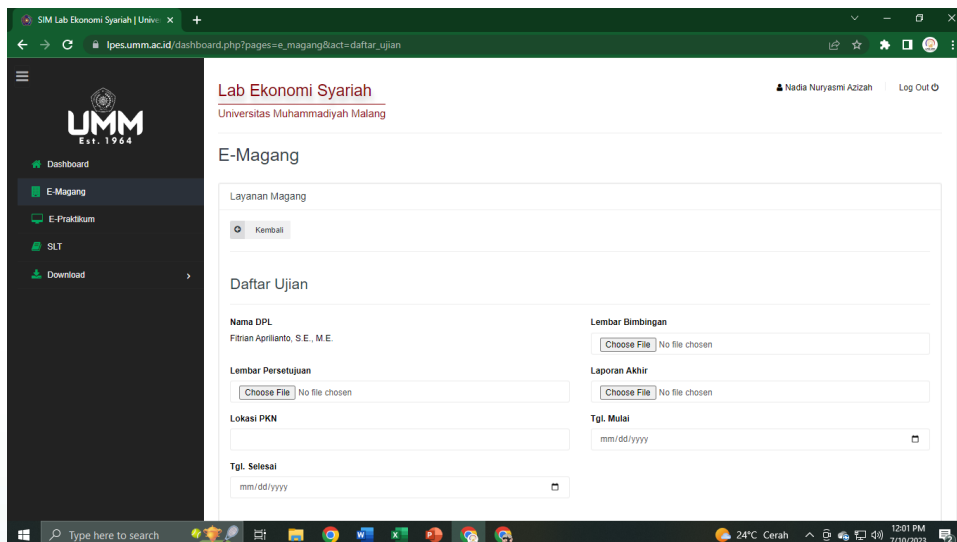 SIM Lab Ekonomi Syariah | Unive
lpes.umm.ac.id/dashboard.php?pages=e_magang&act=daftar_ujian
UMM
Est. 1964
Dashboard
E-Magang
E-Praktikum
SLT
Download
Lab Ekonomi Syariah
Universitas Muhammadiyah Malang
Nadia Nuryasmi Azizah
Log Out
E-Magang
Layanan Magang
Kembali
Daftar Ujian
Nama DPL
Fitrian Aprilianto, S.E., M.E.
Lembar Bimbingan
Choose File No file chosen
Lembar Persetujuan
Choose File No file chosen
Laporan Akhir
Choose File No file chosen
Lokasi PKN
Tgl. Mulai
mm/dd/yyyy
Tgl. Selesai
mm/dd/yyyy
Type here to search
24°C Cerah
12:01 PM
7/10/2023